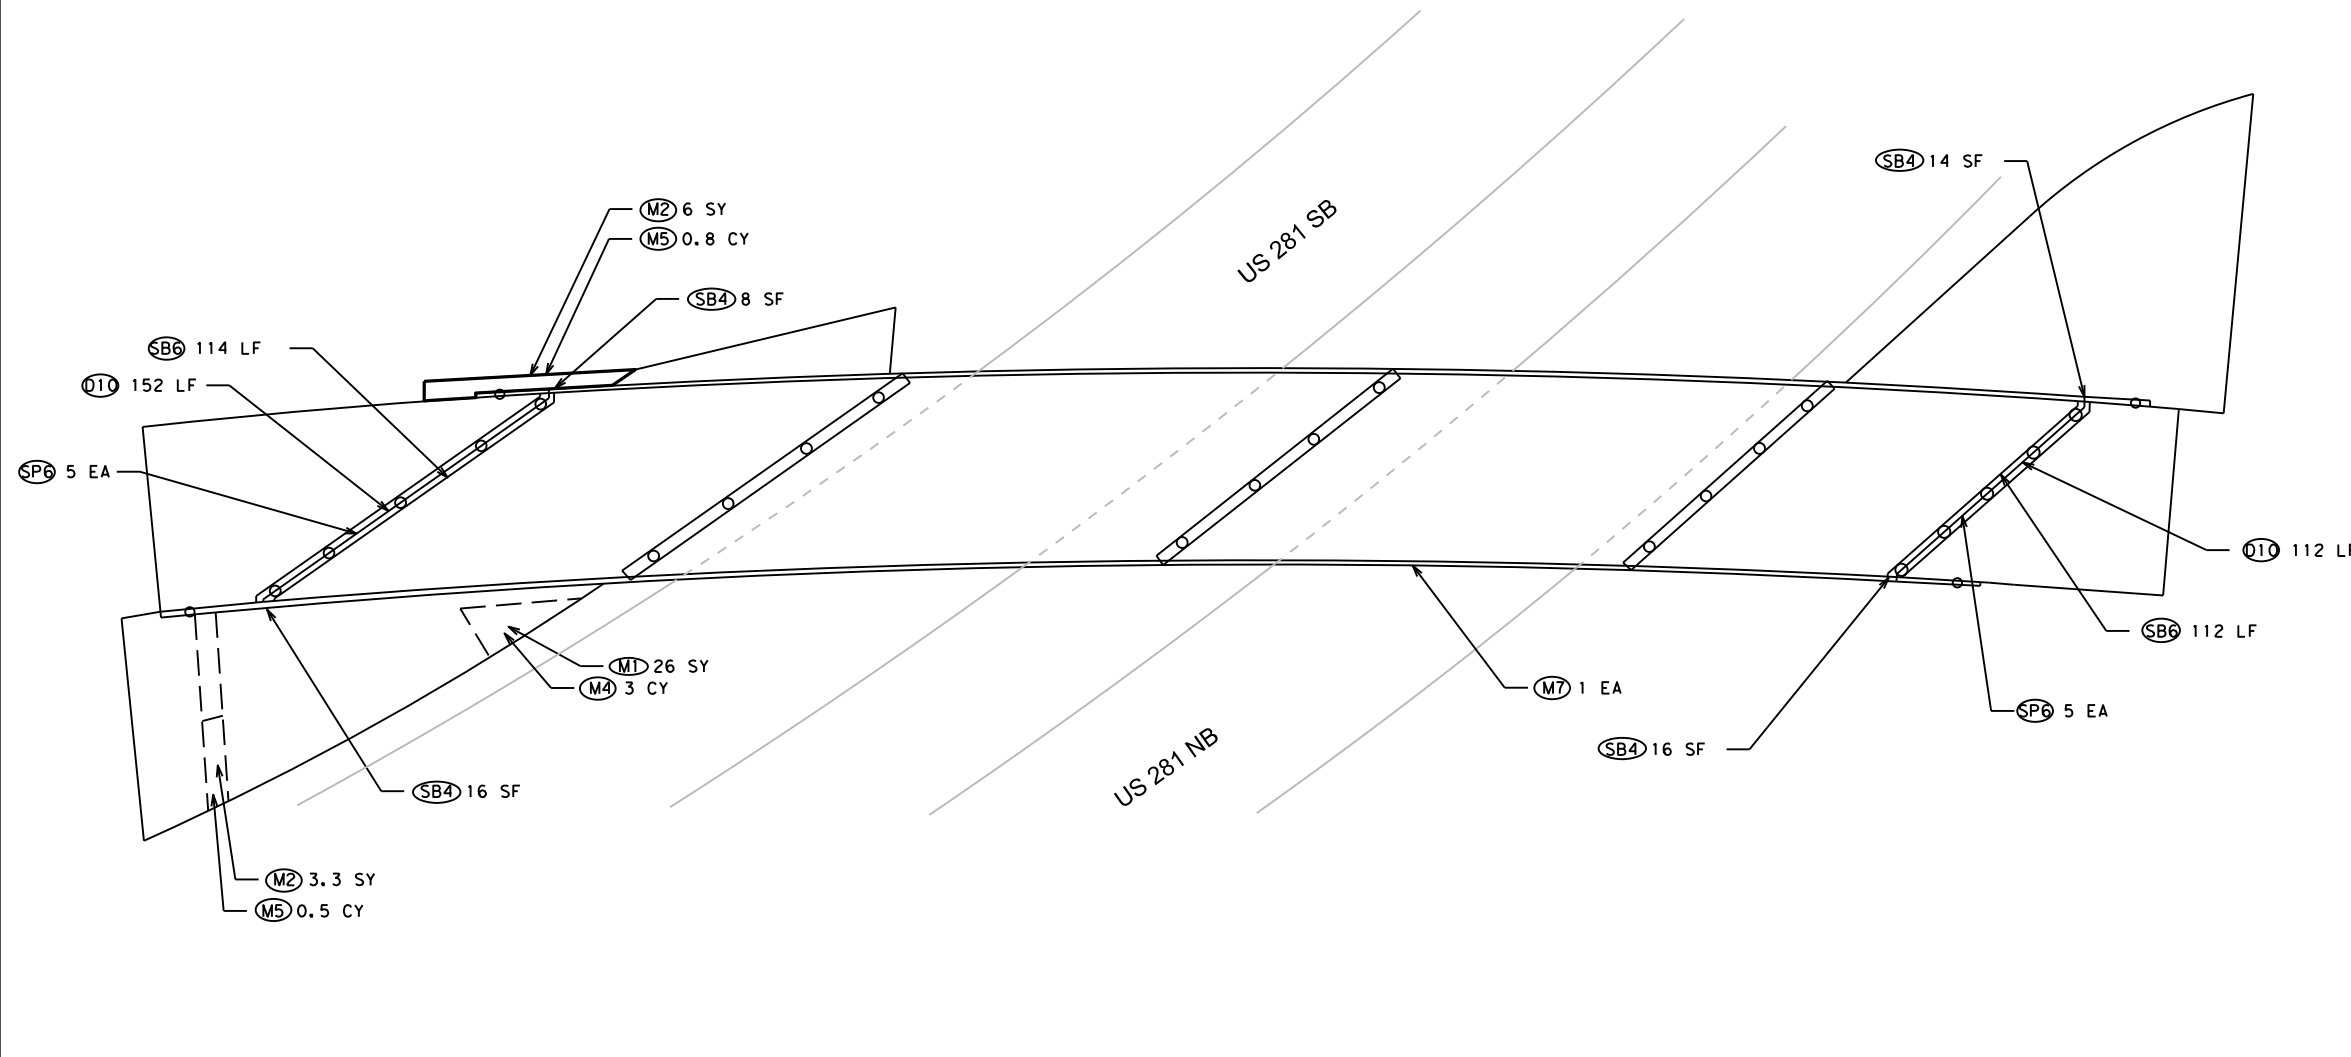 SB4 14 SF
M2 6 SY
US 281 SB
M5 0.8 CY
SB4 8 SF
SB6 114 LF
D10 152 LF
SP6 5 EA
D10 112 LF
SB6 112 LF
M1 26 SY
M4 3 CY
M7 1 EA
SP6 5 EA
SB4 16 SF
US 281 NB
SB4 16 SF
M2 3.3 SY
M5 0.5 CY